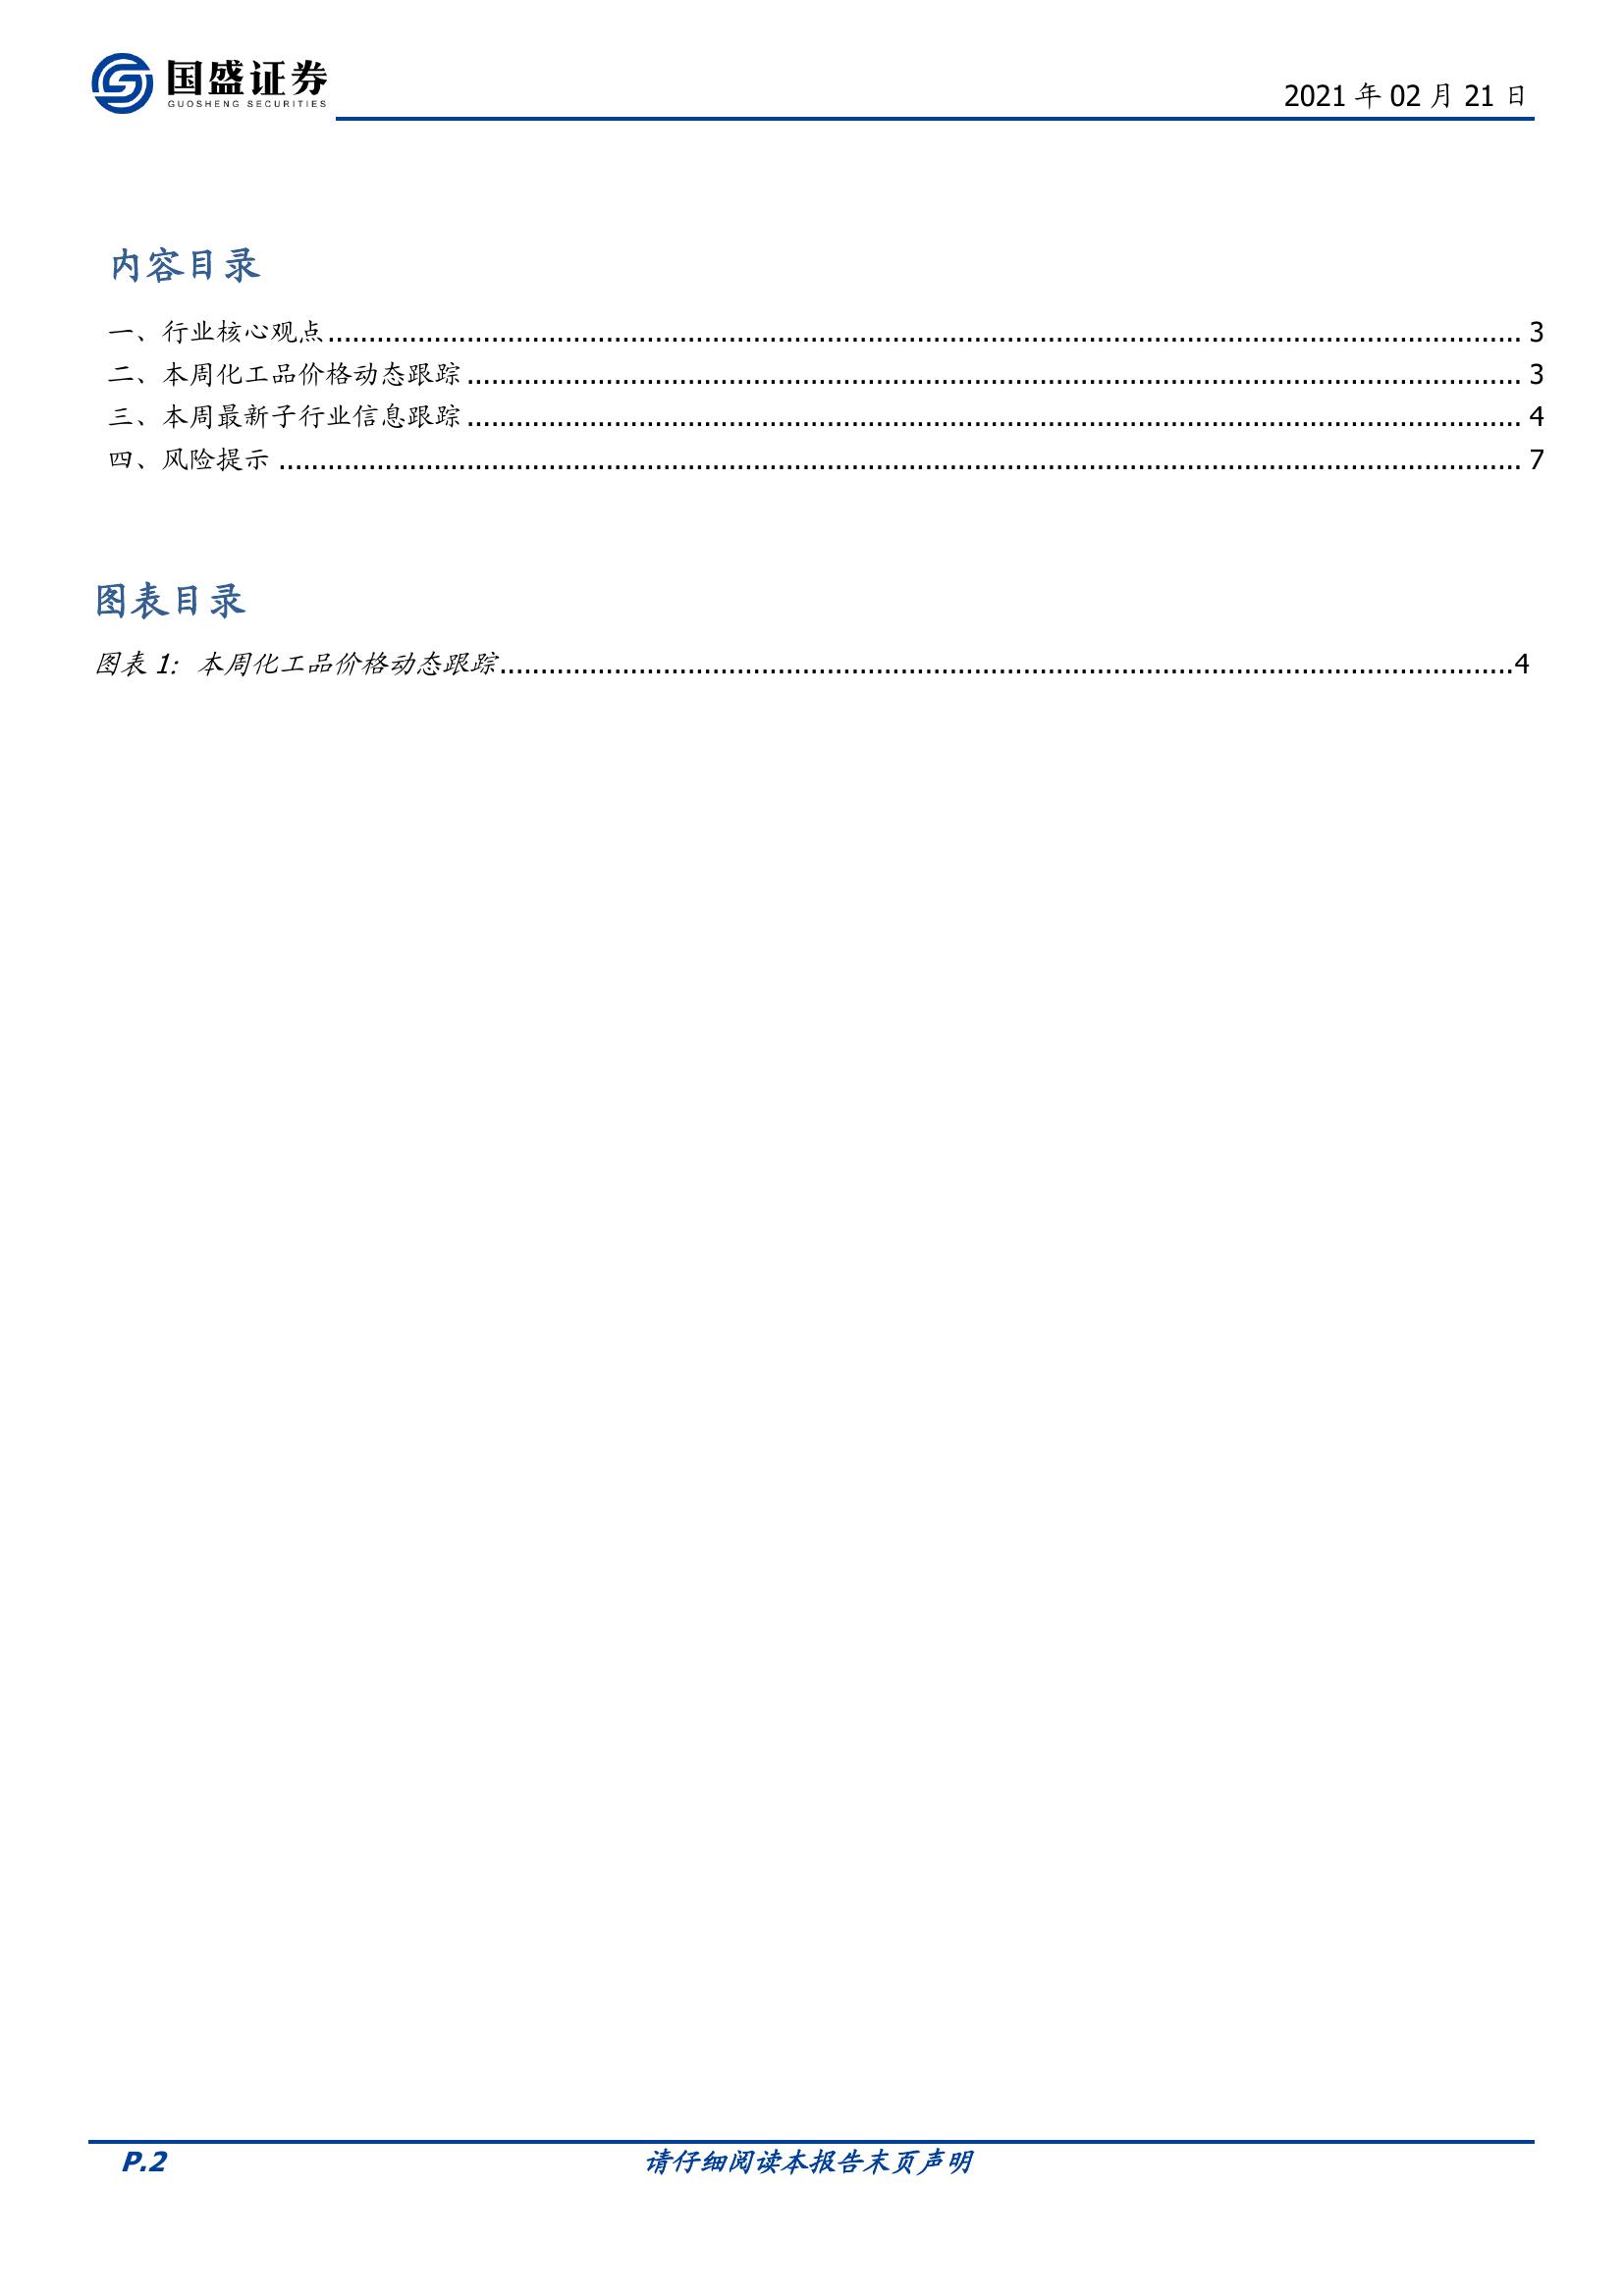 国盛证券
GUOSHENG SECURITIES
2021 年 02 月 21 日
内容目录
一、行业核心观点........................................................................................................................................ 3
二、本周化工品价格动态跟踪........................................................................................................................ 3
三、本周最新子行业信息跟踪........................................................................................................................ 4
四、风险提示 ............................................................................................................................................ 7
图表目录
图表 1: 本周化工品价格动态跟踪....................................................................................................................4
P.2
请仔细阅读本报告末页声明